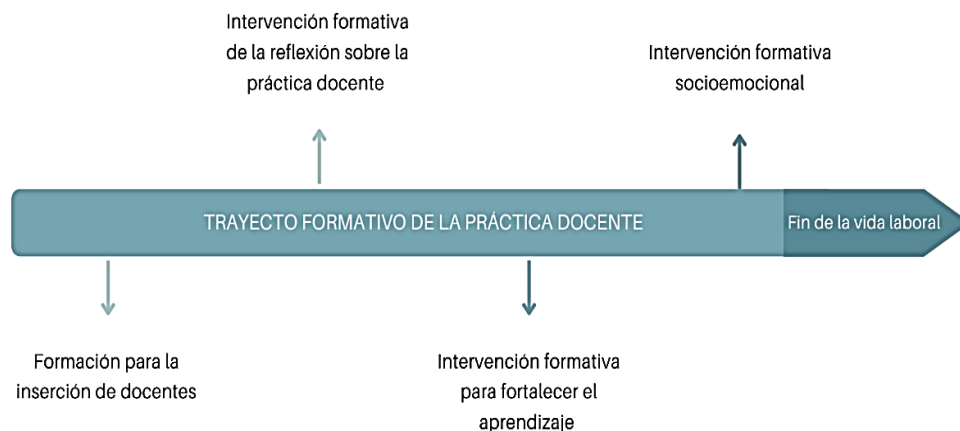 Intervención formativa
de la reflexión sobre la
práctica docente
Intervención formativa
socioemocional
TRAYECTO FORMATIVO DE LA PRÁCTICA DOCENTE
Fin de la vida laboral
Formación para la
inserción de docentes
Intervención formativa
para fortalecer el
aprendizaje